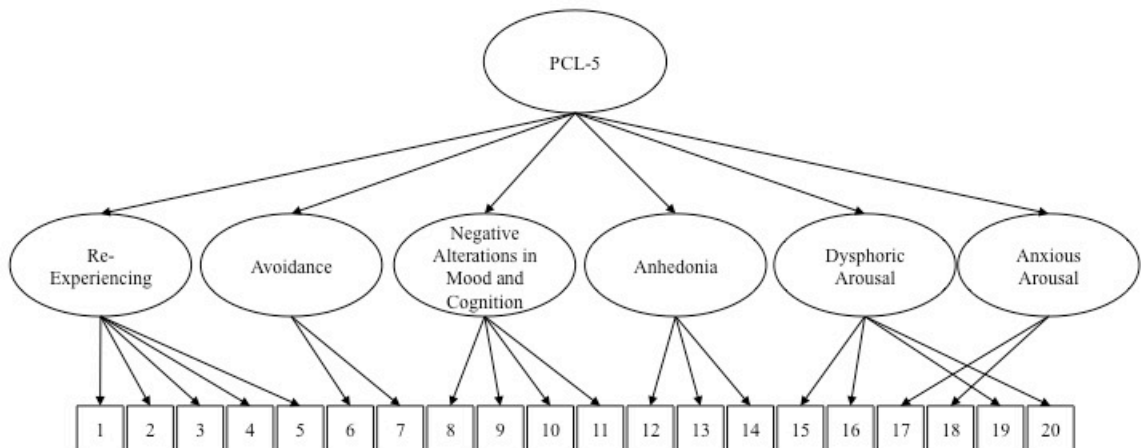 PCL-5
Re-
Experiencing
Avoidance
Negative
Alterations in
Mood and
Cognition
Anhedonia
Dysphoric
Arousal
Anxious
Arousal
1 2 3 4 5 6 7 8 9 10 11 12 13 14 15 16 17 18 19 20